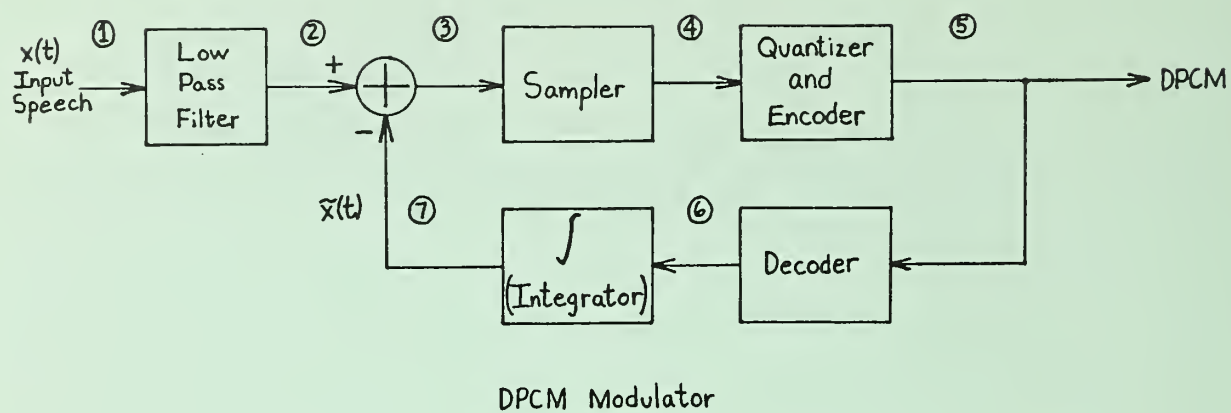 ①
②
③
④
⑤
x(t)
Input
Speech
Low
Pass
Filter
+
−
Sampler
Quantizer
and
Encoder
DPCM
x̃(t)
⑦
∫
(Integrator)
⑥
Decoder
DPCM Modulator